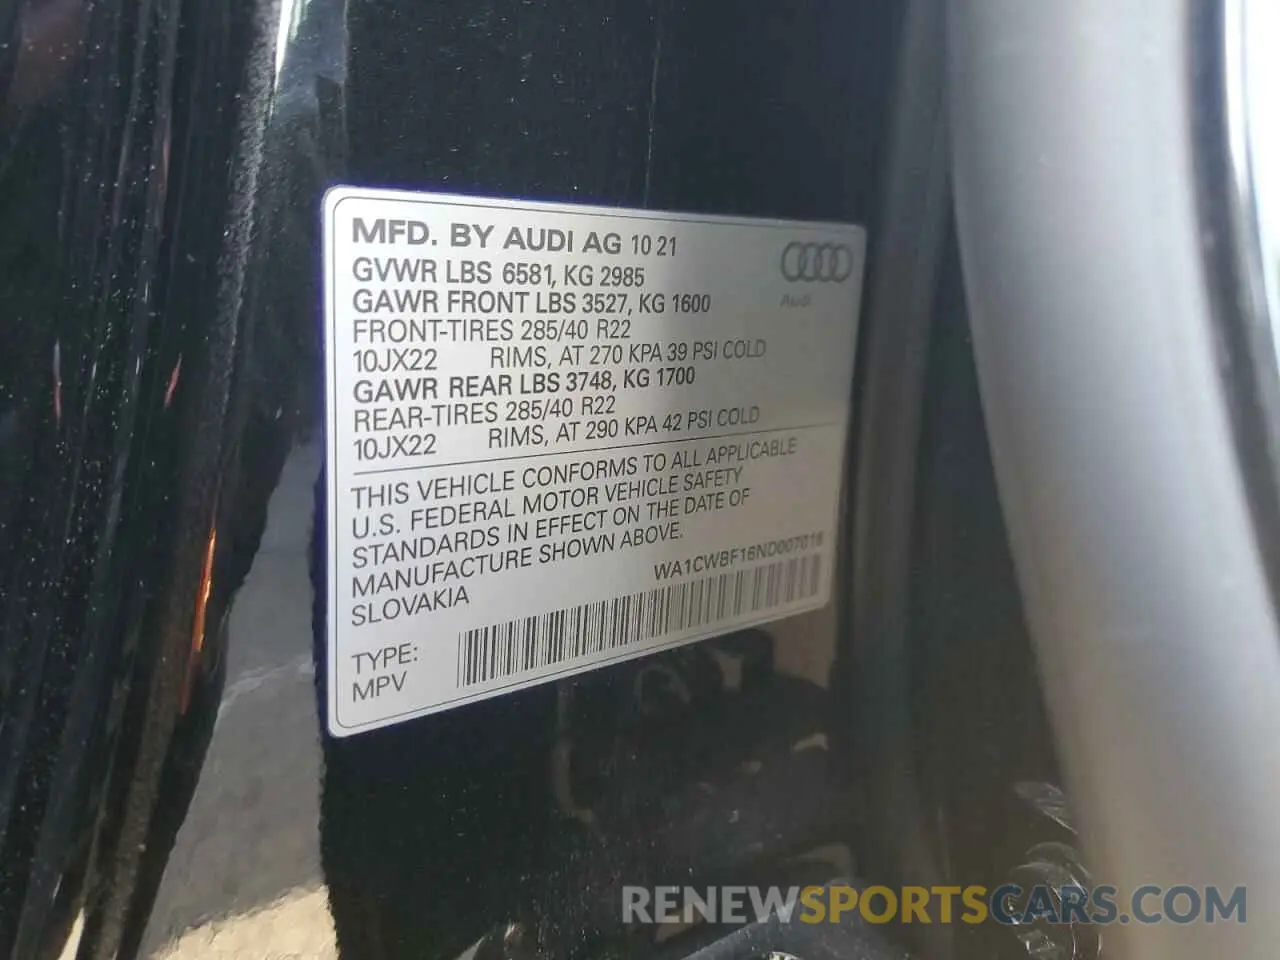 MFD. BY AUDI AG 10 21
GVWR LBS 6581, KG 2985
GAWR FRONT LBS 3527, KG 1600
FRONT-TIRES 285/40 R22
10JX22 RIMS, AT 270 KPA 39 PSI COLD
GAWR REAR LBS 3748, KG 1700
REAR-TIRES 285/40 R22
10JX22 RIMS, AT 290 KPA 42 PSI COLD
Audi
THIS VEHICLE CONFORMS TO ALL APPLICABLE
U.S. FEDERAL MOTOR VEHICLE SAFETY
STANDARDS IN EFFECT ON THE DATE OF
MANUFACTURE SHOWN ABOVE.
SLOVAKIA
WA1CWBF16ND007016
TYPE:
MPV
RENEWSPORTSCARS.COM